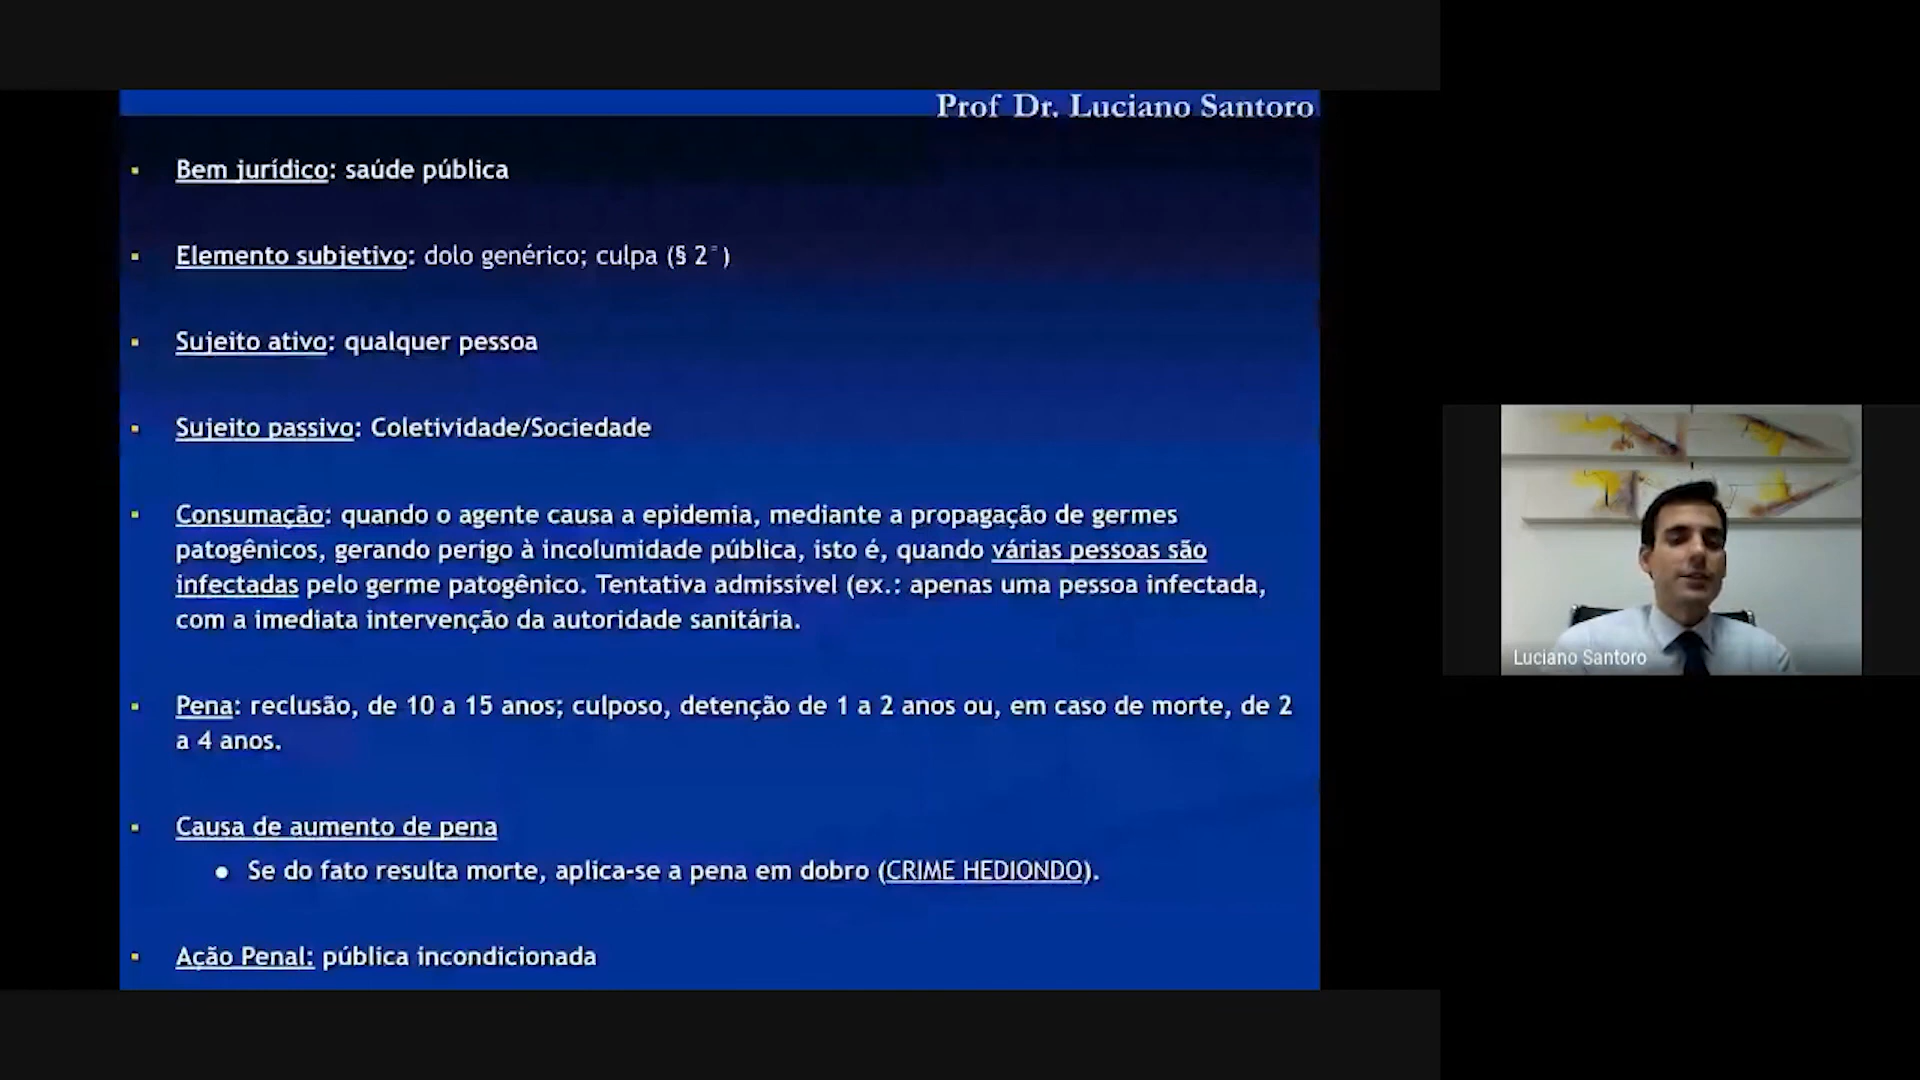 Prof Dr. Luciano Santoro
Bem jurídico: saúde pública
Elemento subjetivo: dolo genérico; culpa (§ 2º)
Sujeito ativo: qualquer pessoa
Sujeito passivo: Coletividade/Sociedade
Consumação: quando o agente causa a epidemia, mediante a propagação de germes
patogênicos, gerando perigo à incolumidade pública, isto é, quando várias pessoas são
infectadas pelo germe patogênico. Tentativa admissível (ex.: apenas uma pessoa infectada,
com a imediata intervenção da autoridade sanitária.
Pena: reclusão, de 10 a 15 anos; culposo, detenção de 1 a 2 anos ou, em caso de morte, de 2
a 4 anos.
Causa de aumento de pena
Se do fato resulta morte, aplica-se a pena em dobro (CRIME HEDIONDO).
Ação Penal: pública incondicionada
Luciano Santoro